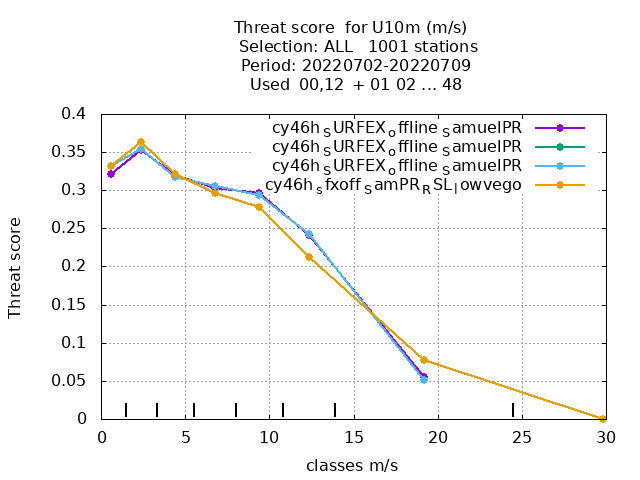 Threat score  for U10m (m/s)
Selection: ALL   1001 stations
Period: 20220702-20220709
Used  00,12  + 01 02 ... 48
cy46h_SURFEX_offline_SamuelPR
cy46h_SURFEX_offline_SamuelPR
cy46h_SURFEX_offline_SamuelPR
cy46h_sfxoff_SamPR_RSL_lowvego
0.4
0.35
0.3
0.25
0.2
0.15
0.1
0.05
0
Threat score
0 5 10 15 20 25 30
classes m/s